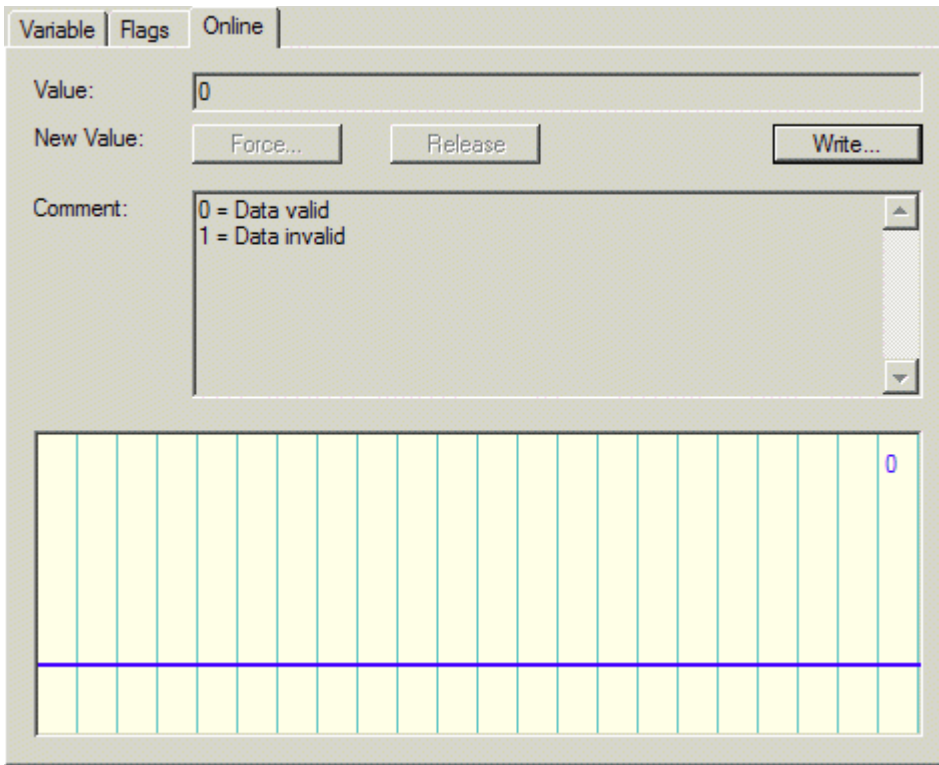 Variable Flags Online
Value: 0
New Value: Force... Release Write...
Comment: 0 = Data valid
1 = Data invalid
0